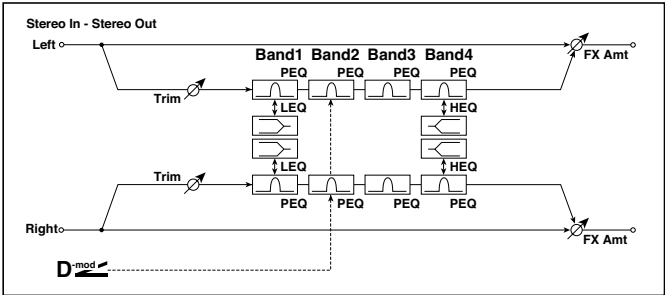 Stereo In - Stereo Out
Left
FX Amt
Band1 Band2 Band3 Band4
PEQ PEQ PEQ PEQ
Trim
LEQ HEQ
LEQ HEQ
Trim
PEQ PEQ PEQ PEQ
Right
FX Amt
D-mod